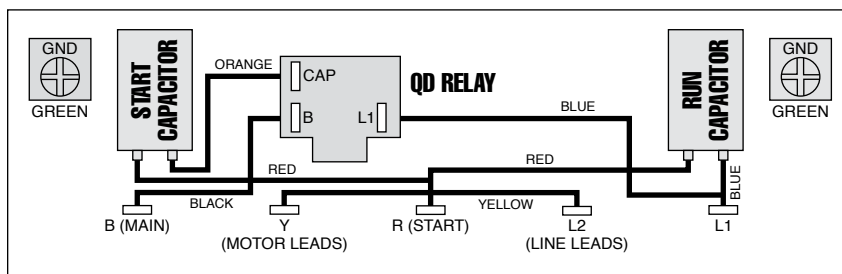 GND
GREEN
START
CAPACITOR
ORANGE
CAP
B
L1
QD RELAY
BLUE
RUN
CAPACITOR
GND
GREEN
RED
RED
BLUE
BLACK
YELLOW
B (MAIN)
Y
R (START)
L2
L1
(MOTOR LEADS)
(LINE LEADS)